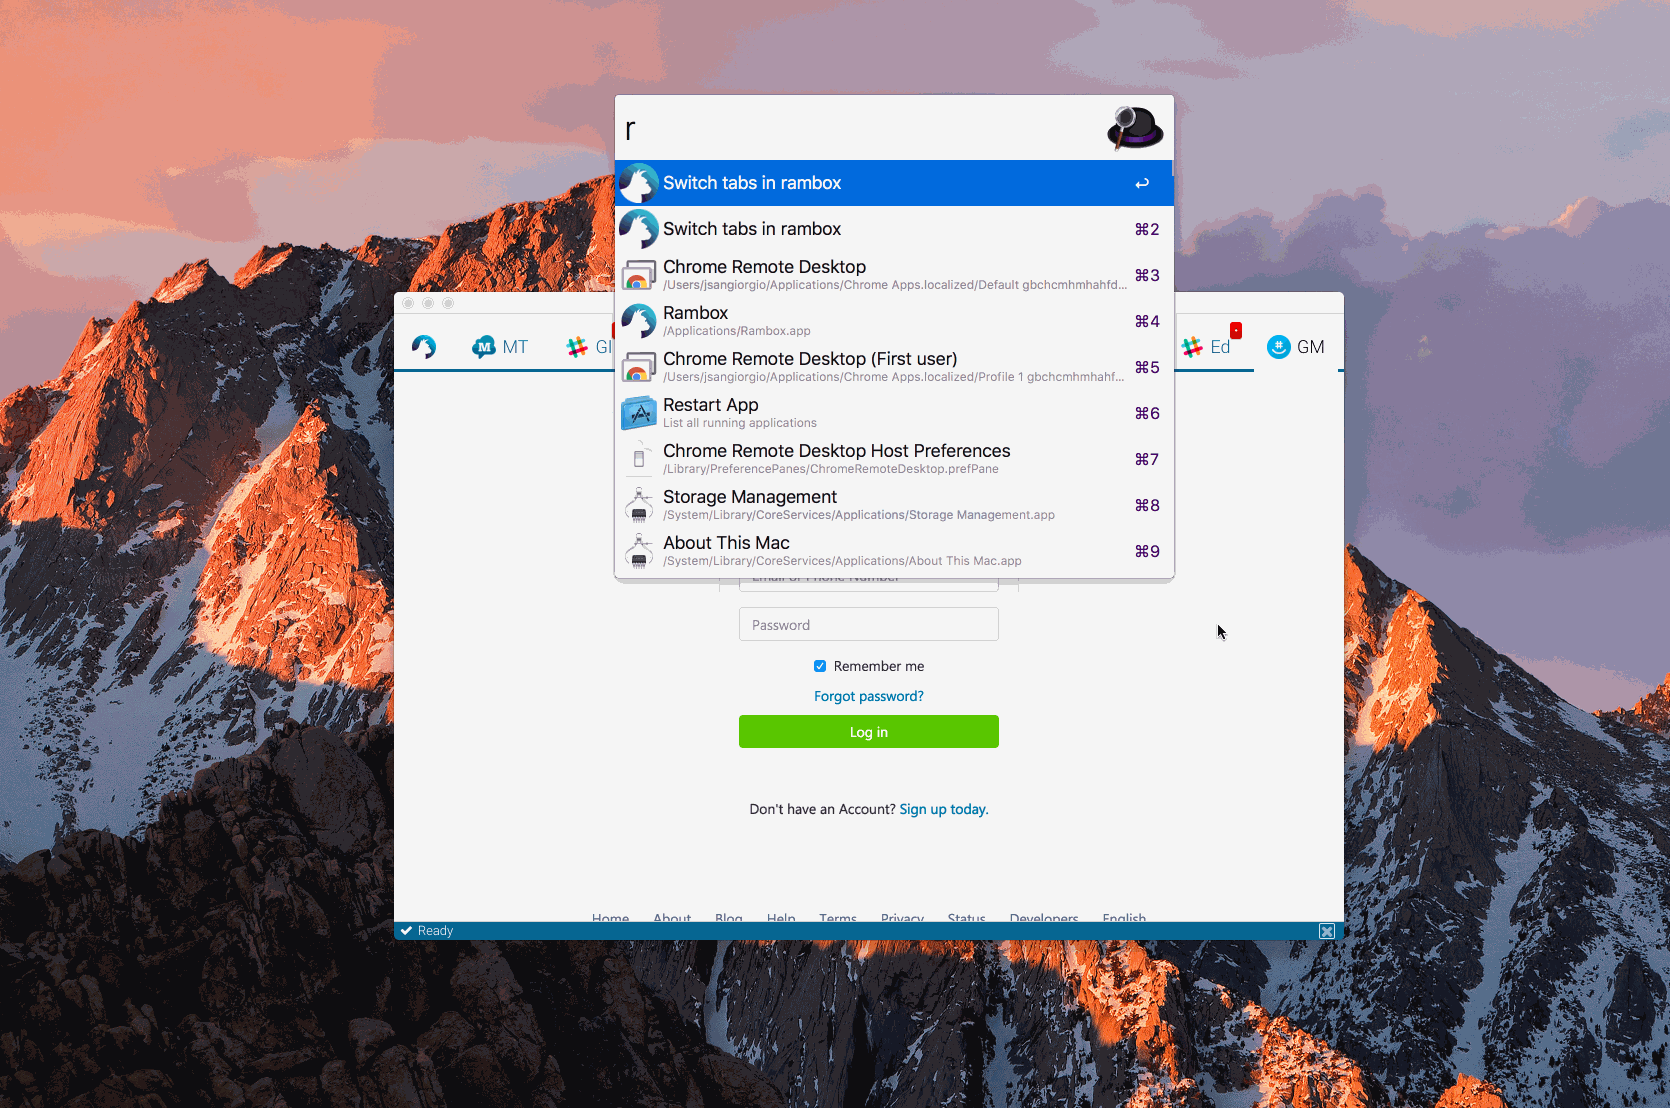 r
Switch tabs in rambox
Switch tabs in rambox ⌘2
Chrome Remote Desktop
/Users/jsangiorgio/Applications/Chrome Apps.localized/Default gbchcmhmhahfd... ⌘3
Rambox
/Applications/Rambox.app ⌘4
Chrome Remote Desktop (First user)
/Users/jsangiorgio/Applications/Chrome Apps.localized/Profile 1 gbchcmhmhahf... ⌘5
Restart App
List all running applications ⌘6
Chrome Remote Desktop Host Preferences
/Library/PreferencePanes/ChromeRemoteDesktop.prefPane ⌘7
Storage Management
/System/Library/CoreServices/Applications/Storage Management.app ⌘8
About This Mac
/System/Library/CoreServices/Applications/About This Mac.app ⌘9
M MT GI Ed # GM
Email or Phone Number
Password
Remember me
Forgot password?
Log in
Don't have an Account? Sign up today.
Home About Blog Help Terms Privacy Status Developers English
Ready